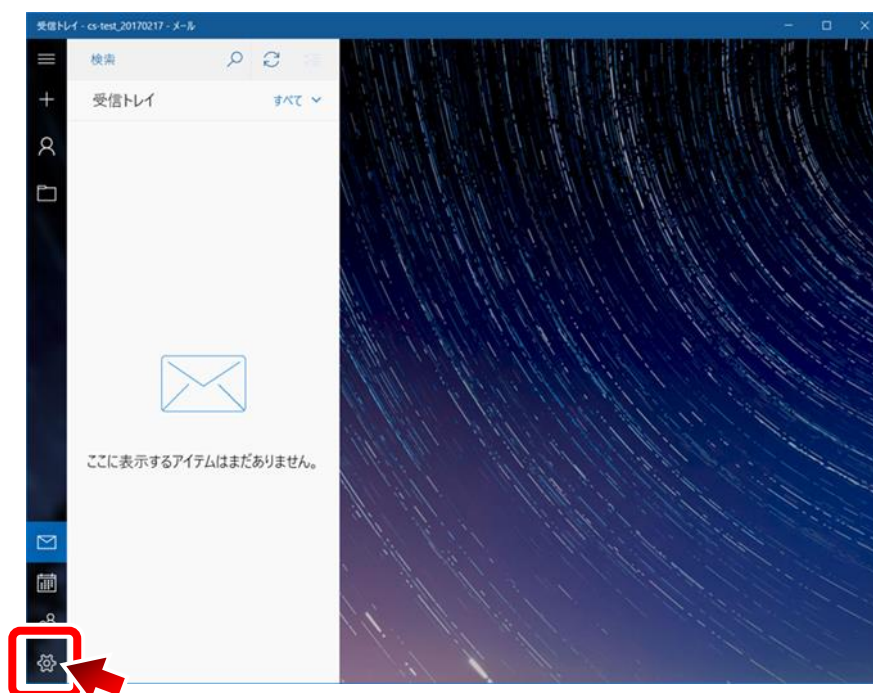 受信トレイ - cs-test_20170217 - メール
検索
受信トレイ
すべて
ここに表示するアイテムはまだありません。